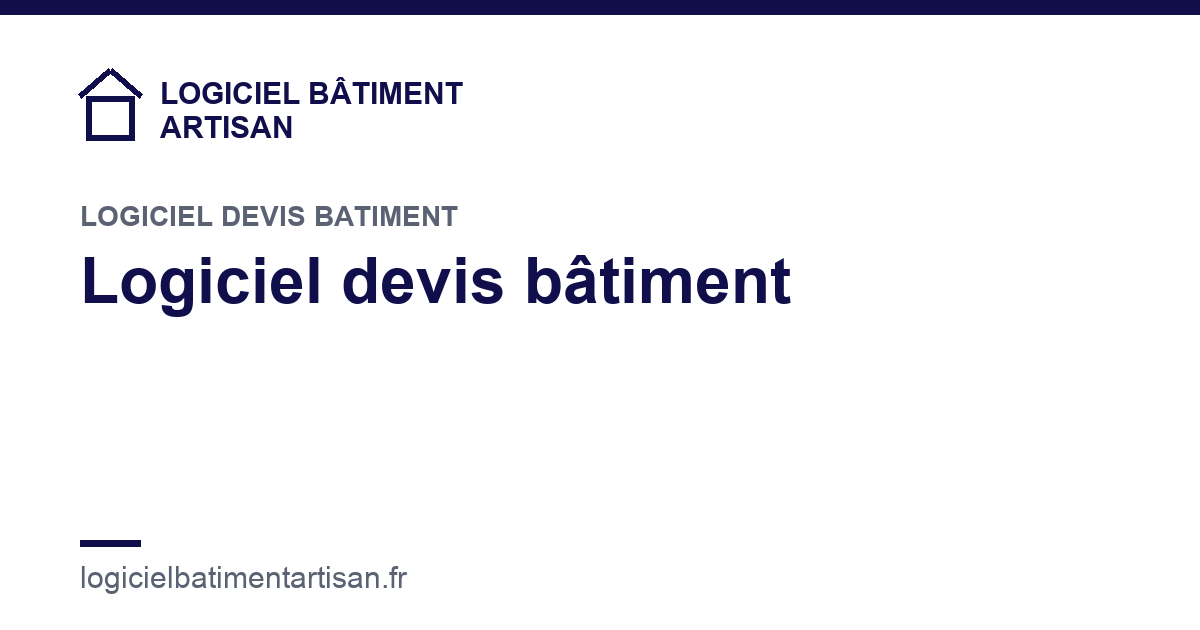 LOGICIEL BÂTIMENT
ARTISAN
LOGICIEL DEVIS BATIMENT
Logiciel devis bâtiment
logicielbatimentartisan.fr